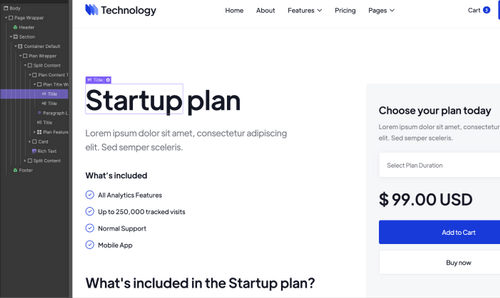 Body
Page Wrapper
Header
Section
Container Default
Plan Wrapper
Split Content
Plan Content T
Plan Title W
Title
Title
Paragraph L
Title
Plan Feature
Card
Rich Text
Split Content
Footer
Technology
Home About Features Pricing Pages
Cart 2
H1 Title
Startup plan
Lorem ipsum dolor sit amet, consectetur adipiscing
elit. Sed semper sceleris.
What's included
All Analytics Features
Up to 250,000 tracked visits
Normal Support
Mobile App
What's included in the Startup plan?
Choose your plan today
Lorem ipsum dolor sit amet, consectetur
elit. Sed semper sceleris.
Select Plan Duration
$ 99.00 USD
Add to Cart
Buy now